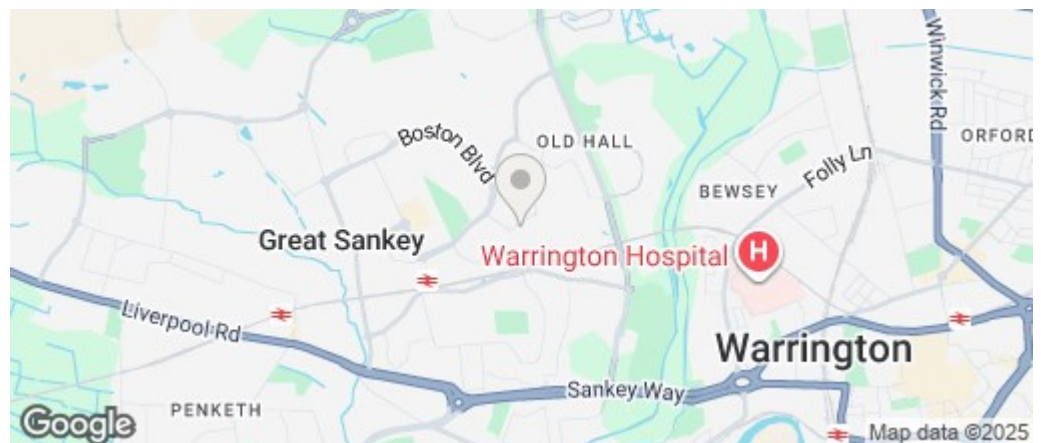 Winwick Rd
Boston Blvd
OLD HALL
ORFORD
Folly Ln
BEWSEY
Great Sankey
Warrington Hospital
H
Liverpool Rd
Warrington
Sankey Way
PENKETH
Google
Map data ©2025